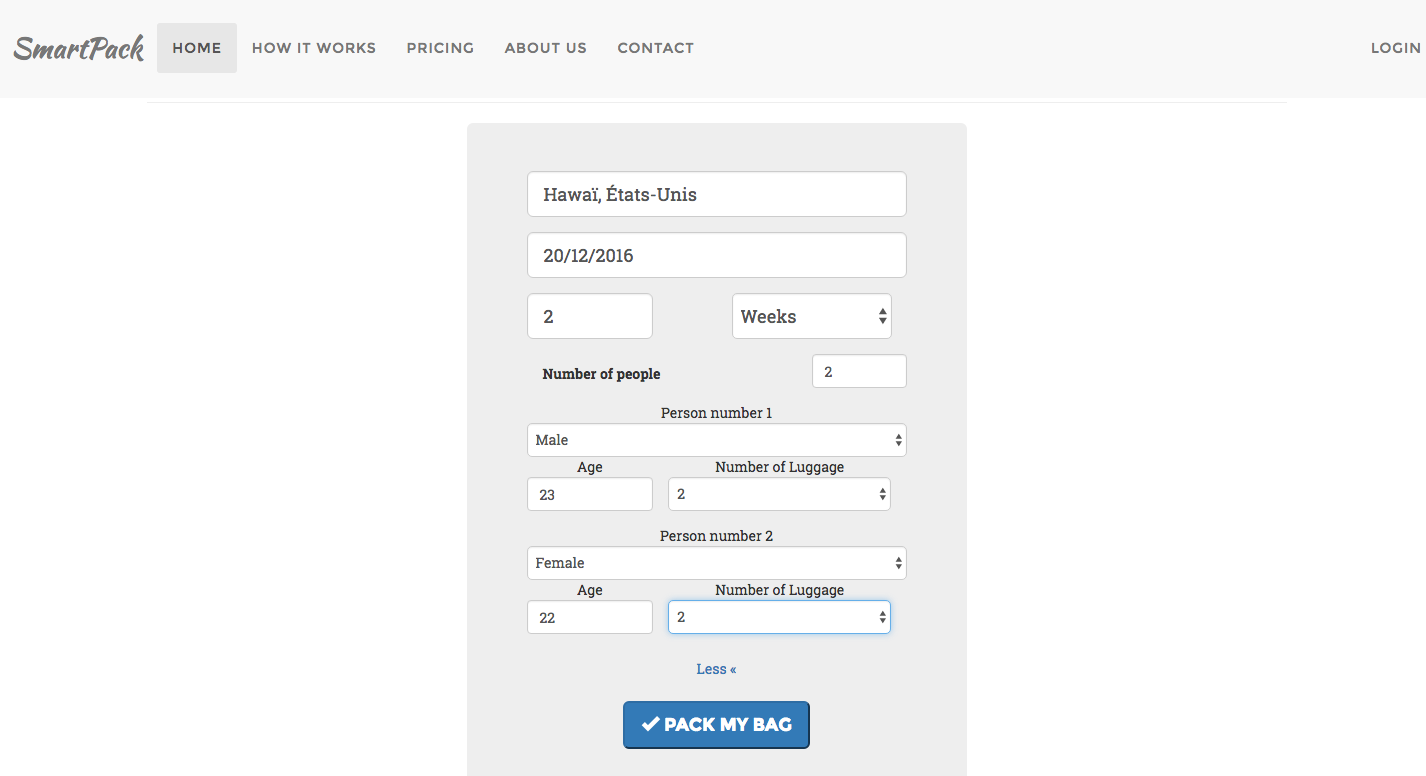 SmartPack HOME HOW IT WORKS PRICING ABOUT US CONTACT LOGIN
Hawaï, États-Unis
20/12/2016
2 Weeks
Number of people 2
Person number 1
Male
Age Number of Luggage
23 2
Person number 2
Female
Age Number of Luggage
22 2
Less «
PACK MY BAG